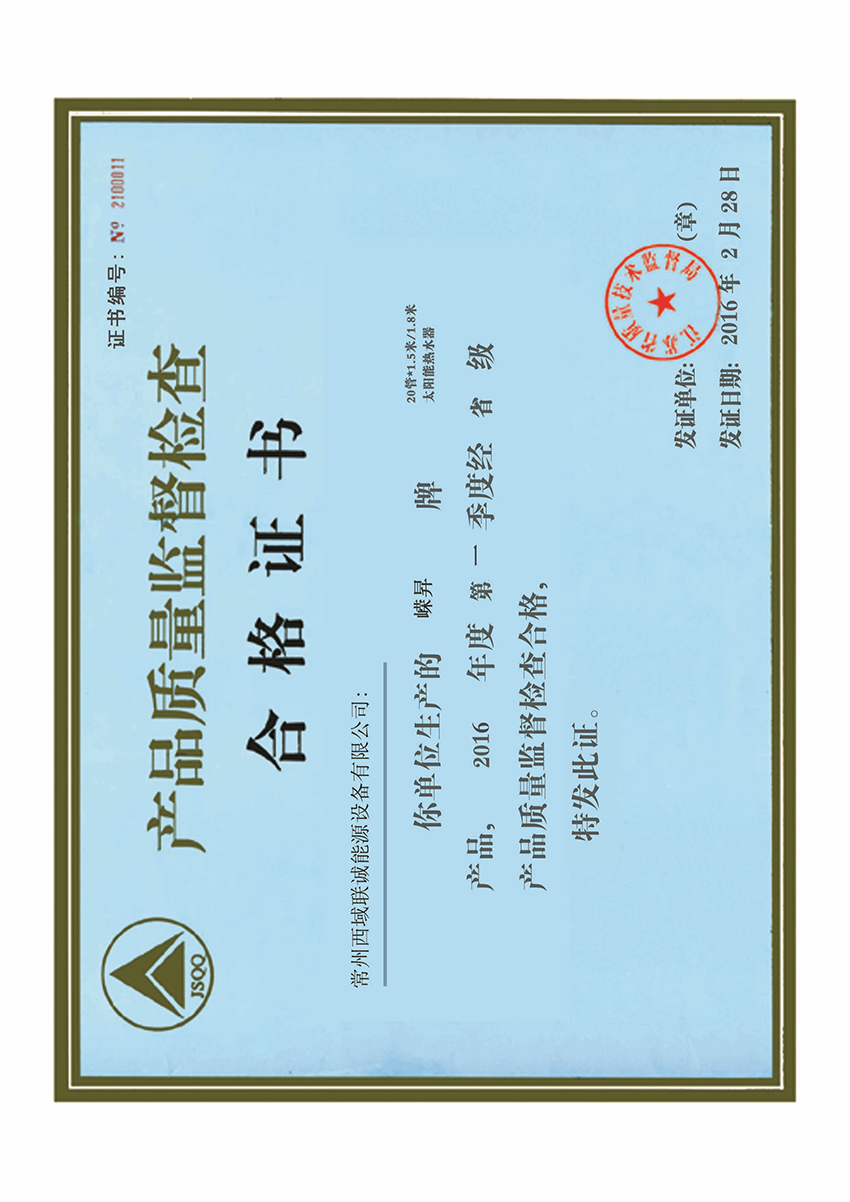 证书编号：Nº 2100011
JSQQ
产品质量监督检查
合格证书
常州西域联诚能源设备有限公司：
你单位生产的 嵘昇 牌 20管*1.5米/1.8米
太阳能热水器
产品，2016 年度第一季度经省级
产品质量监督检查合格，
特发此证。
发证单位： (章)
江苏省质量技术监督局
发证日期： 2016 年 2 月 28 日